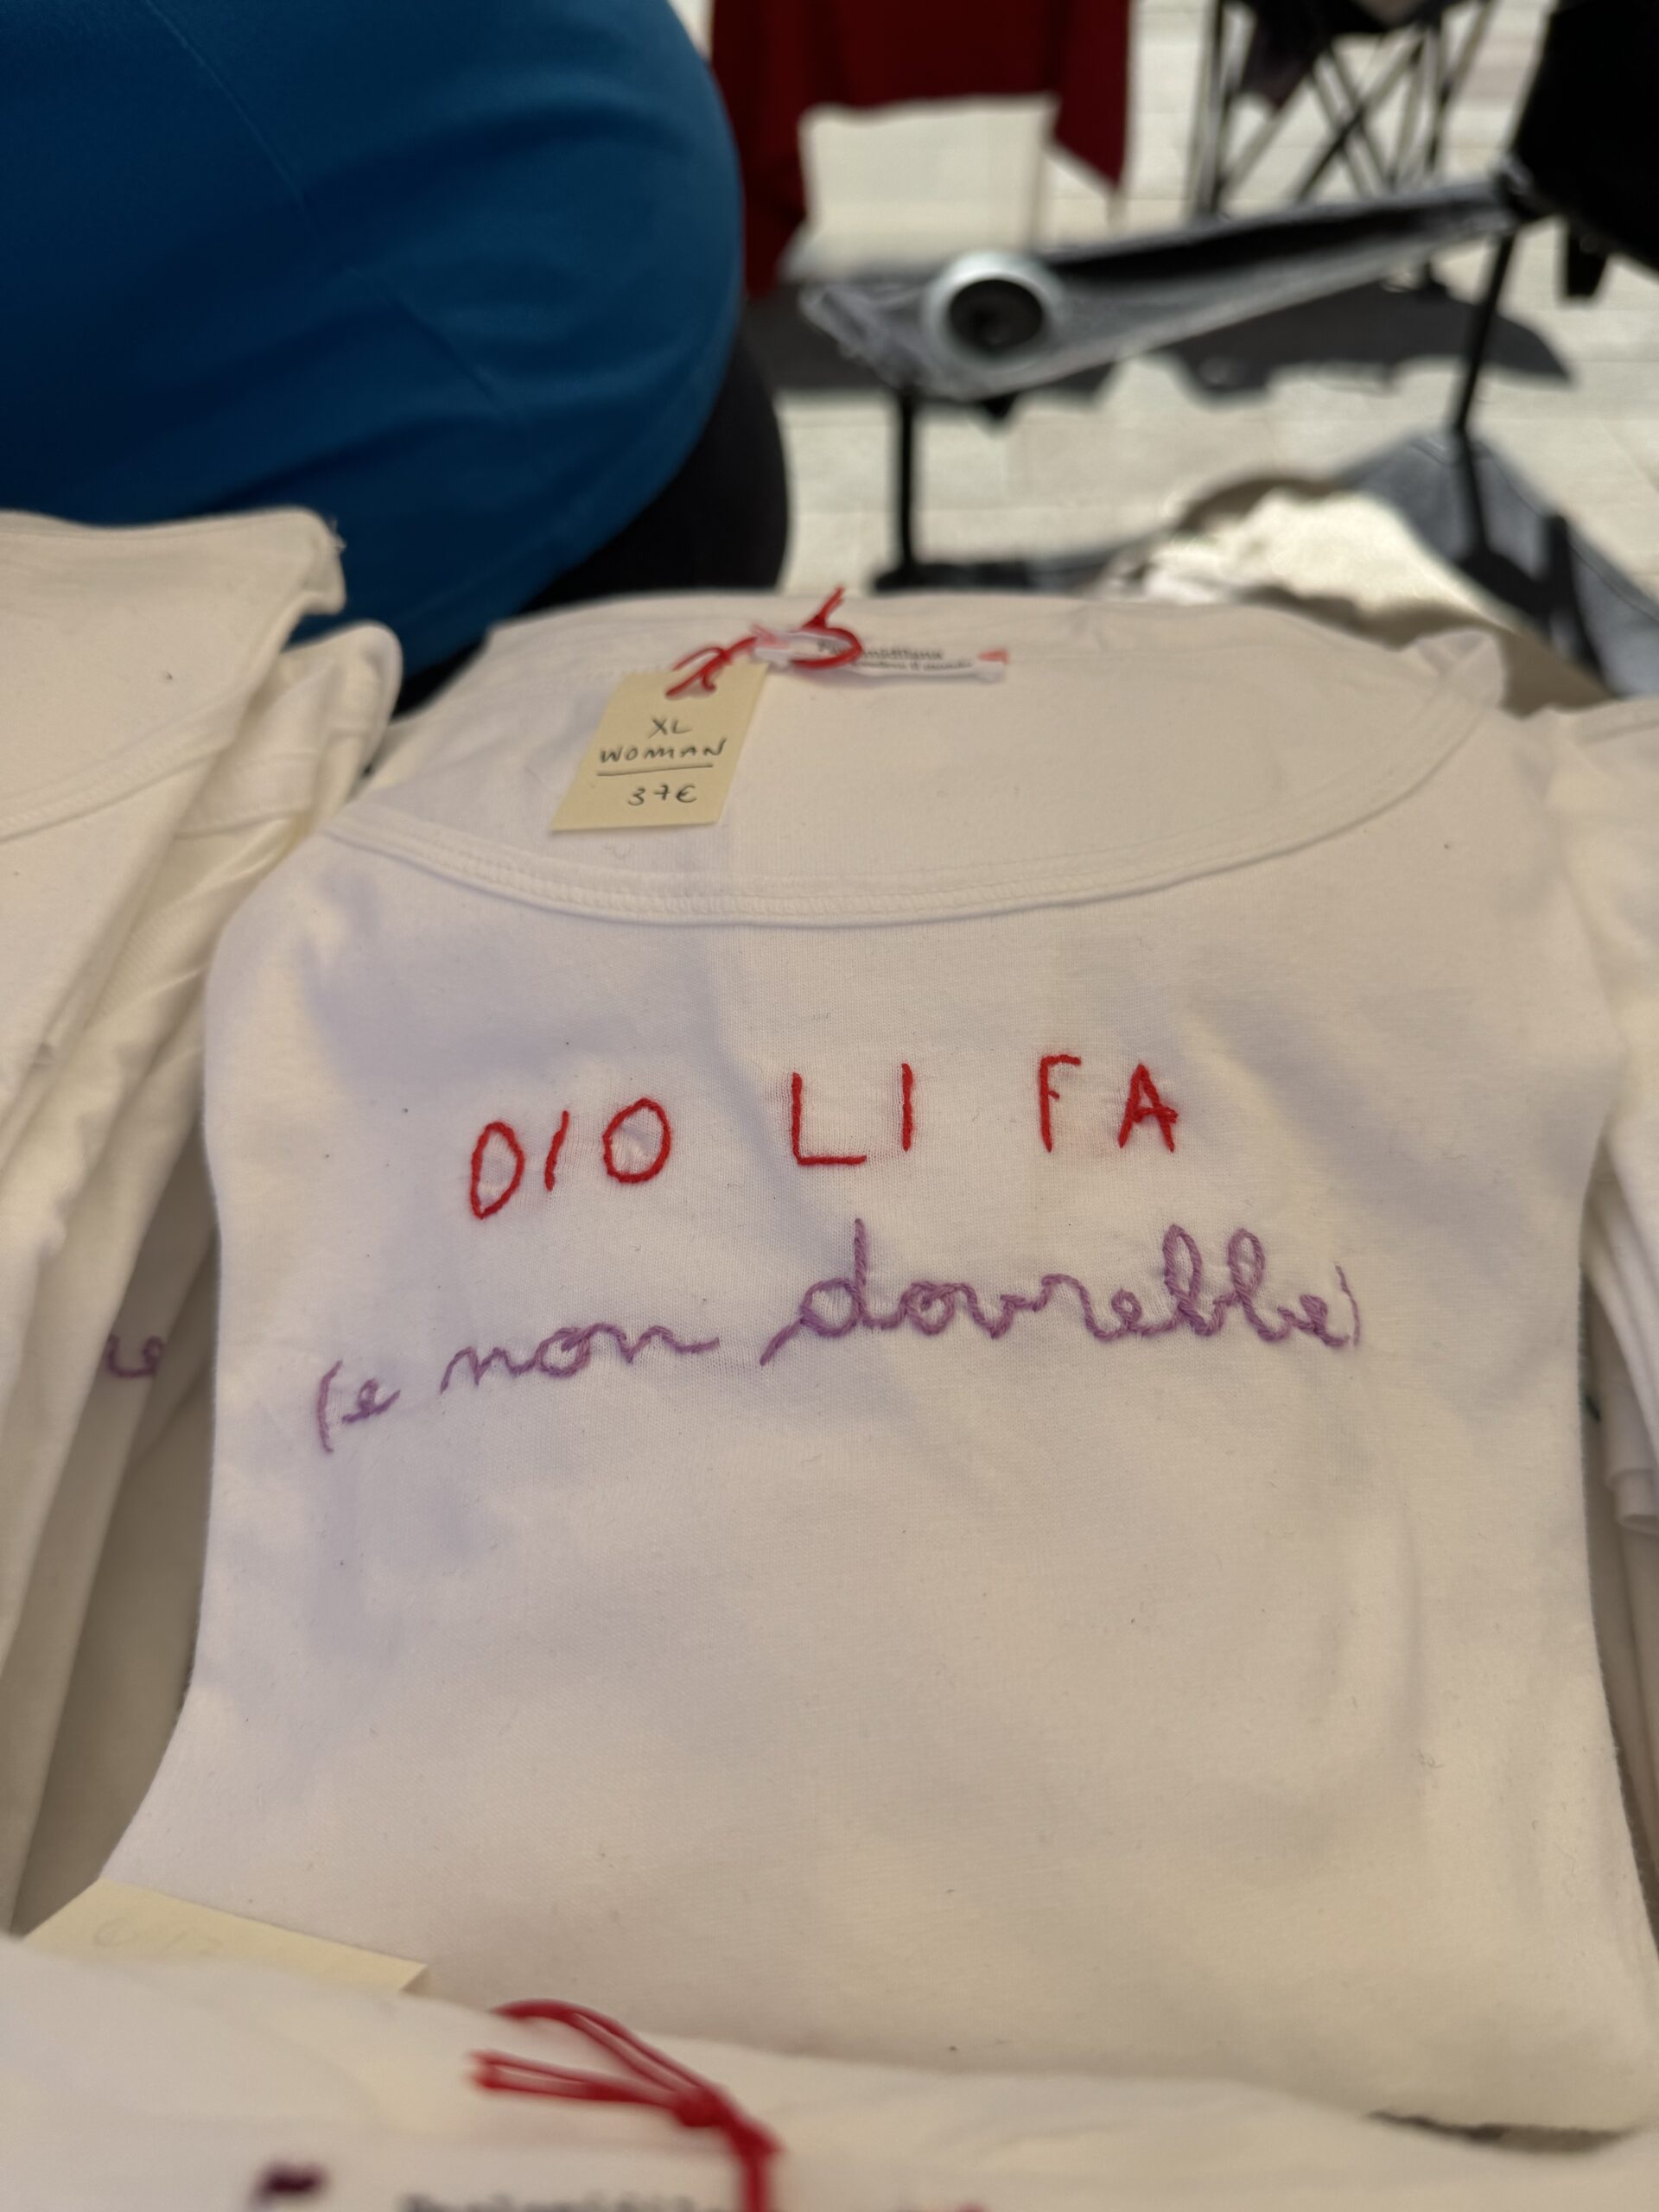 XL
WOMAN
37€
DIO LI FA
(e non dovrebbe)